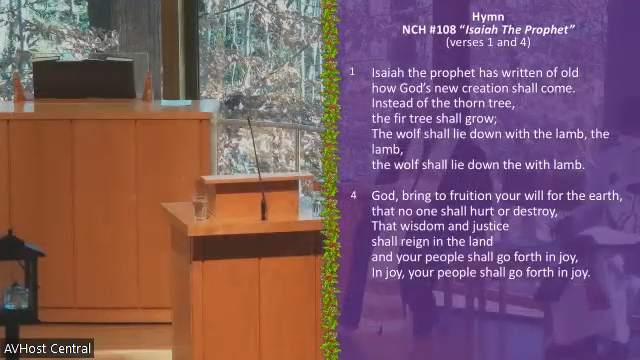 Hymn
NCH #108 “Isaiah The Prophet”
(verses 1 and 4)
1 Isaiah the prophet has written of old
how God’s new creation shall come.
Instead of the thorn tree,
the fir tree shall grow;
The wolf shall lie down with the lamb, the
lamb,
the wolf shall lie down the with lamb.
4 God, bring to fruition your will for the earth,
that no one shall hurt or destroy,
That wisdom and justice
shall reign in the land
and your people shall go forth in joy,
In joy, your people shall go forth in joy.
AVHost Central